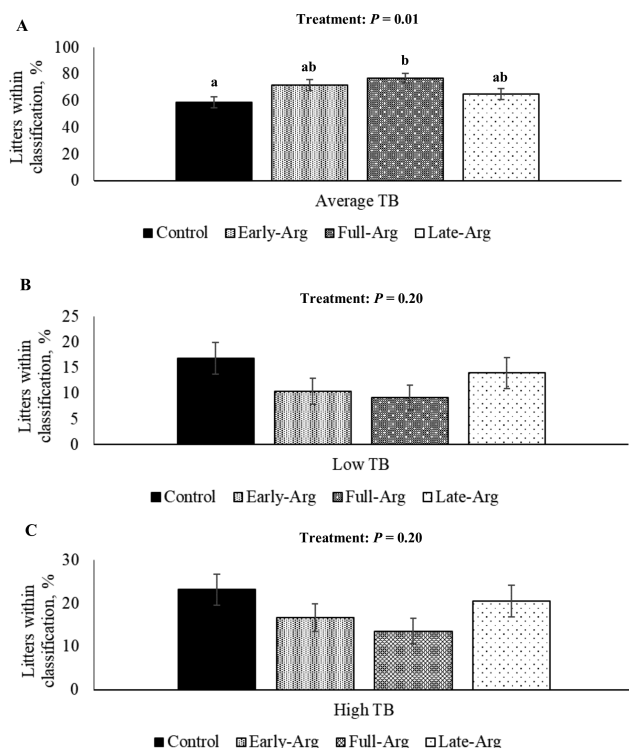 A
Treatment: P = 0.01
Litters within
classification, %
100
80
60
40
20
0
a
ab
b
ab
Average TB
Control Early-Arg Full-Arg Late-Arg
B
Treatment: P = 0.20
Litters within
classification, %
25
20
15
10
5
0
Low TB
Control Early-Arg Full-Arg Late-Arg
C
Treatment: P = 0.20
Litters within
classification, %
30
20
10
0
High TB
Control Early-Arg Full-Arg Late-Arg